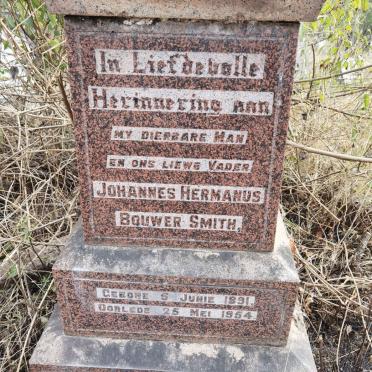 In Liefdevolle
Herinnering aan
MY DIERBARE MAN
EN ONS LIEWE VADER
JOHANNES HERMANUS
BOUWER SMITH.
GEBORE 6 JUNIE 1891.
OORLEDE 25 MEI 1954.